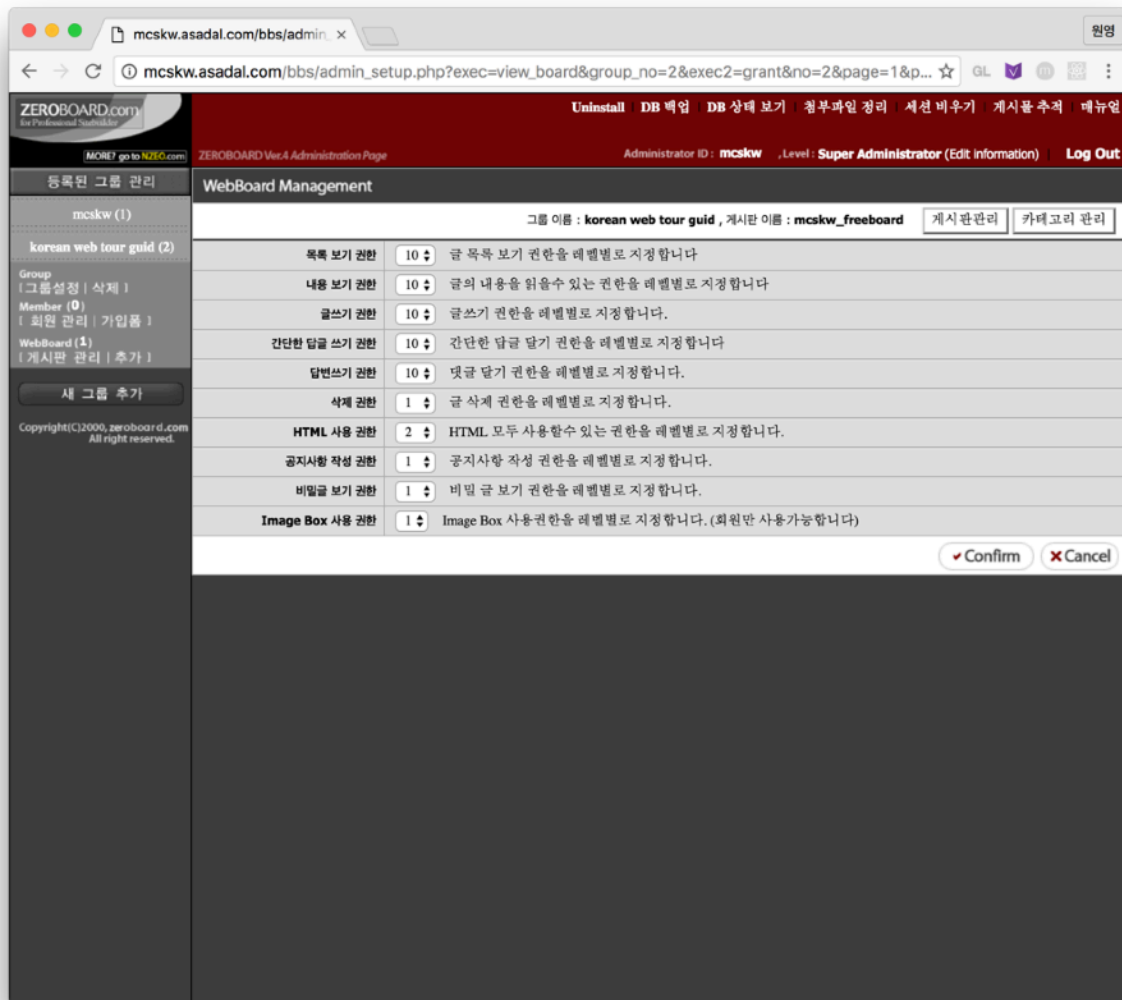 mcskw.asadal.com/bbs/admin_
원영
mcskw.asadal.com/bbs/admin_setup.php?exec=view_board&group_no=2&exec2=grant&no=2&page=1&p...
GL
ZEROBOARD.com
for Professional Sitebuilder
MORE? go to NZEO.com
Uninstall DB 백업 DB 상태 보기 첨부파일 정리 세션 비우기 게시물 추적 매뉴얼
ZEROBOARD Ver.4 Administration Page
Administrator ID : mcskw , Level : Super Administrator (Edit information) Log Out
등록된 그룹 관리
mcskw (1)
korean web tour guid (2)
Group
[ 그룹설정 | 삭제 ]
Member (0)
[ 회원 관리 | 가입폼 ]
WebBoard (1)
[ 게시판 관리 | 추가 ]
새 그룹 추가
Copyright(C)2000, zeroboard.com
All right reserved.
WebBoard Management
그룹 이름 : korean web tour guid , 게시판 이름 : mcskw_freeboard 게시판관리 카테고리 관리
목록 보기 권한 10 글 목록 보기 권한을 레벨별로 지정합니다
내용 보기 권한 10 글의 내용을 읽을수 있는 권한을 레벨별로 지정합니다
글쓰기 권한 10 글쓰기 권한을 레벨별로 지정합니다.
간단한 답글 쓰기 권한 10 간단한 답글 달기 권한을 레벨별로 지정합니다
답변쓰기 권한 10 댓글 달기 권한을 레벨별로 지정합니다.
삭제 권한 1 글 삭제 권한을 레벨별로 지정합니다.
HTML 사용 권한 2 HTML 모두 사용할수 있는 권한을 레벨별로 지정합니다.
공지사항 작성 권한 1 공지사항 작성 권한을 레벨별로 지정합니다.
비밀글 보기 권한 1 비밀 글 보기 권한을 레벨별로 지정합니다.
Image Box 사용 권한 1 Image Box 사용권한을 레벨별로 지정합니다. (회원만 사용가능합니다)
Confirm Cancel